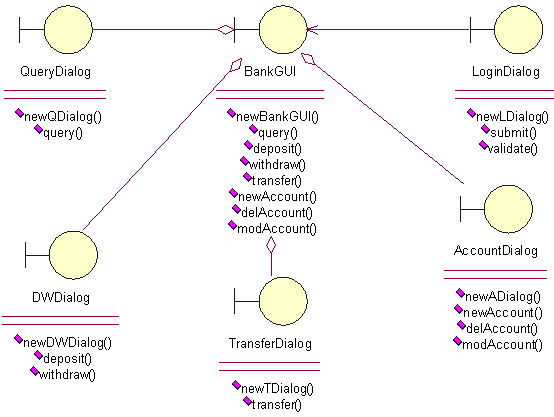 QueryDialog
newQDialog()
query()
BankGUI
newBankGUI()
query()
deposit()
withdraw()
transfer()
newAccount()
delAccount()
modAccount()
LoginDialog
newLDialog()
submit()
validate()
DWDialog
newDWDialog()
deposit()
withdraw()
TransferDialog
newTDialog()
transfer()
AccountDialog
newADialog()
newAccount()
delAccount()
modAccount()